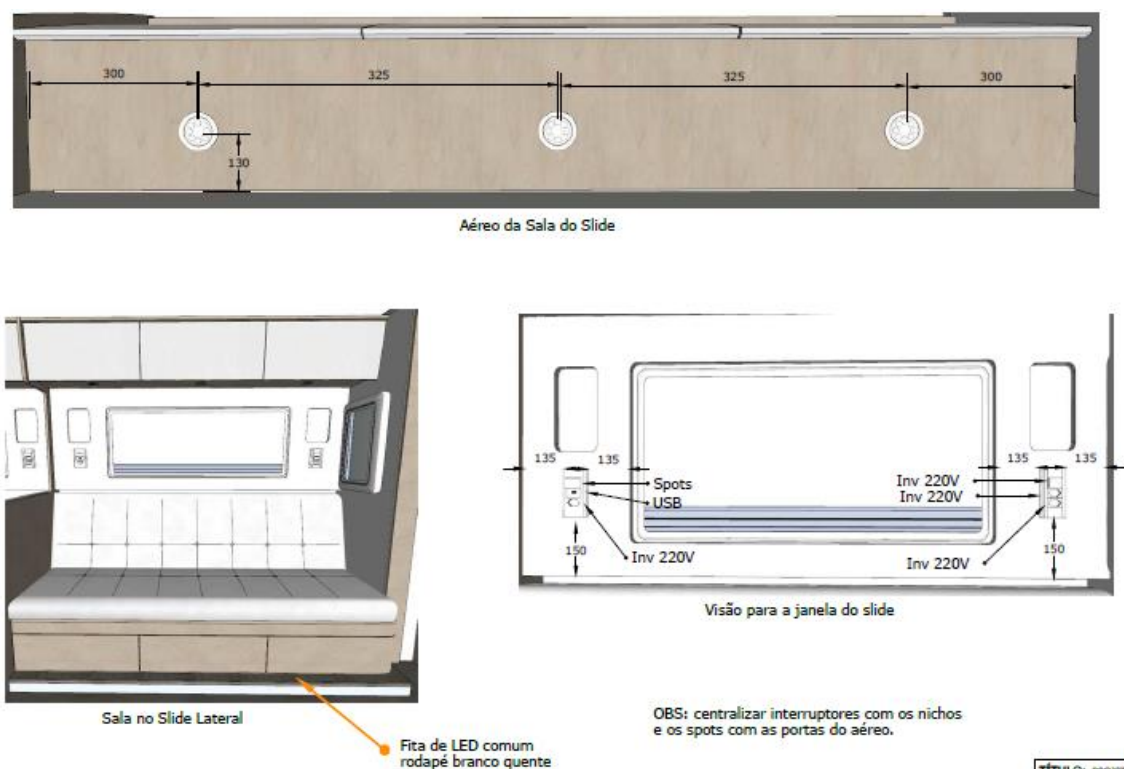 300
325
325
300
130
Aéreo da Sala do Slide
135
135
Spots
USB
Inv 220V
150
135
135
Inv 220V
Inv 220V
Inv 220V
150
Visão para a janela do slide
Sala no Slide Lateral
Fita de LED comum
rodapé branco quente
OBS: centralizar interruptores com os nichos
e os spots com as portas do aéreo.
TÍTULO: